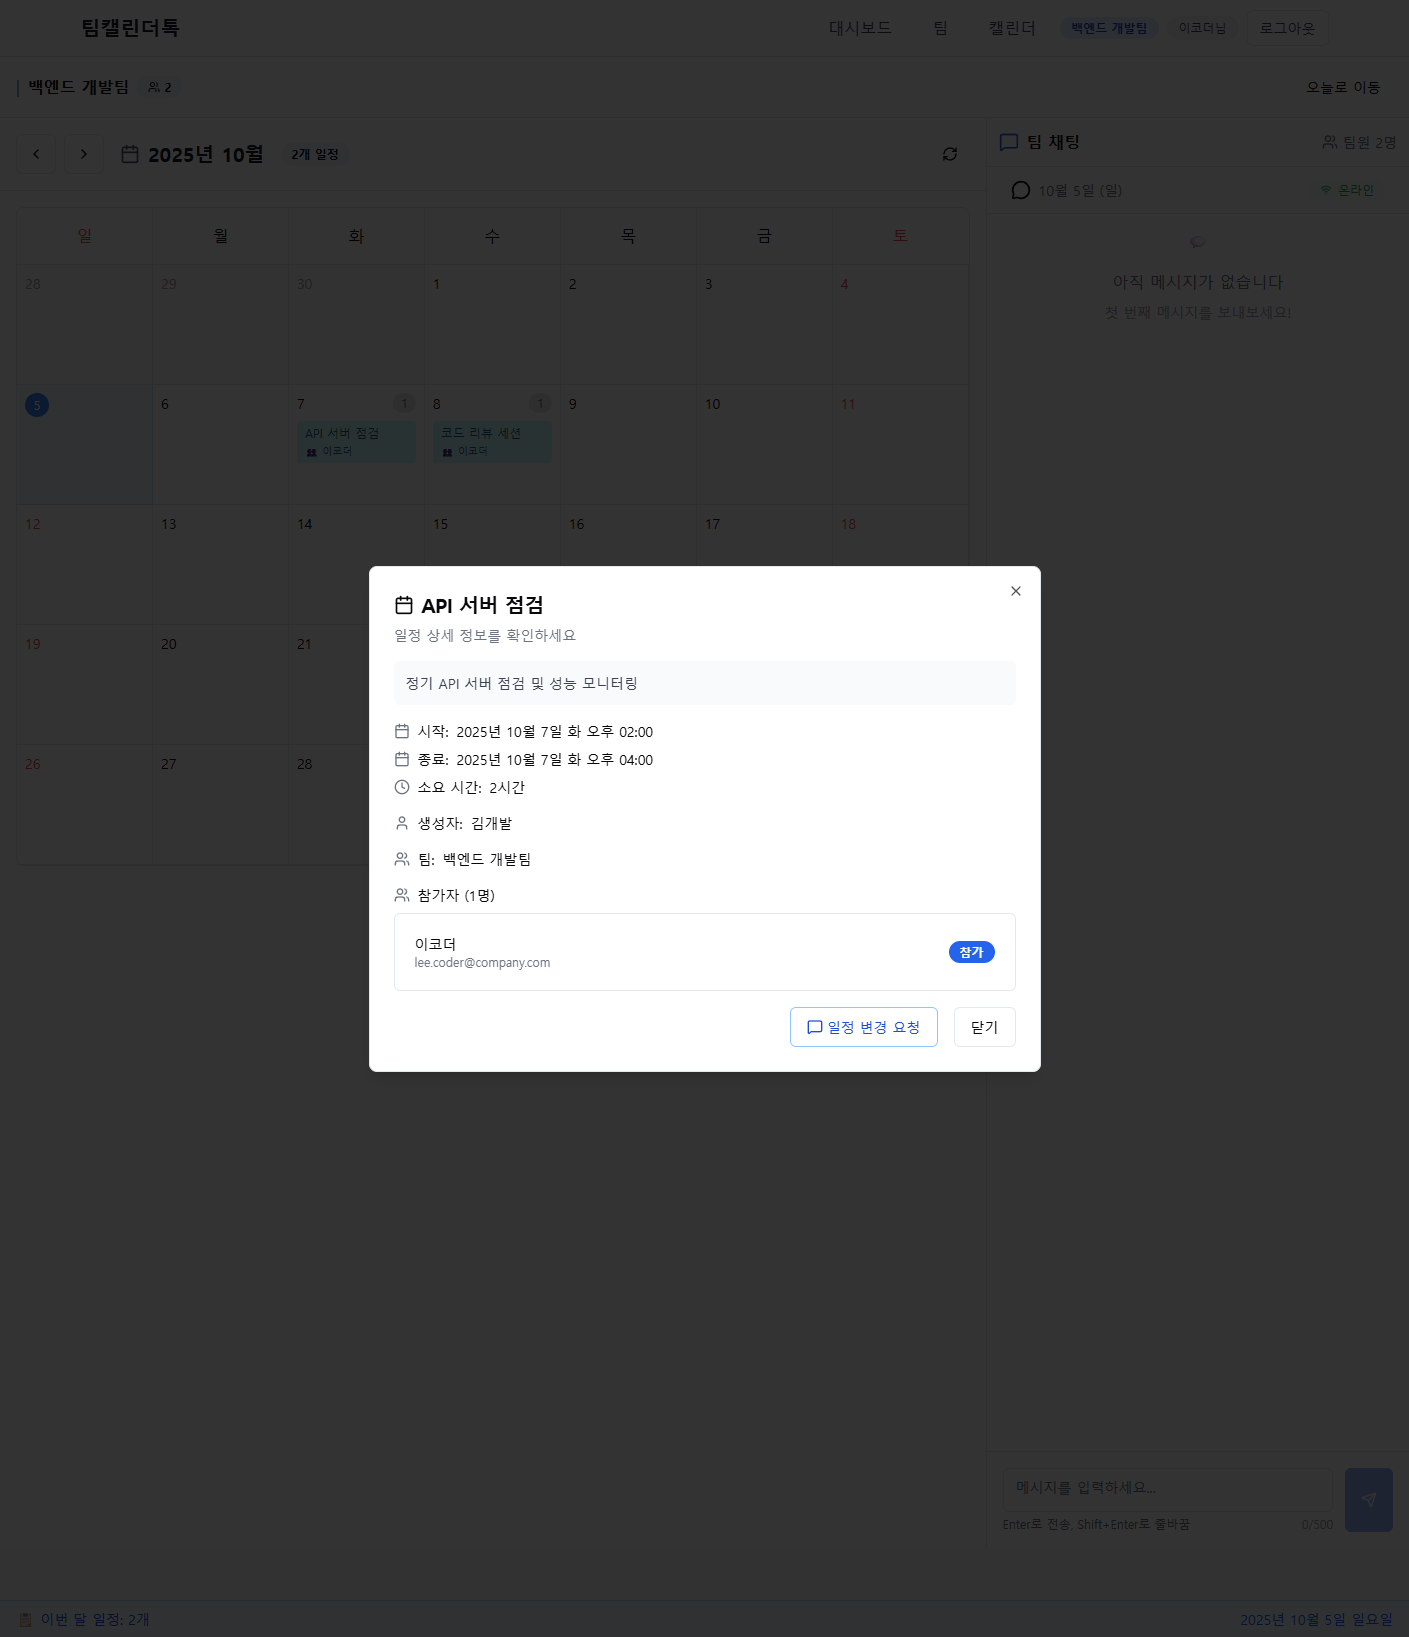 팀캘린더톡
대시보드 팀 캘린더 백엔드 개발팀 이코더님 로그아웃
백엔드 개발팀 2
오늘로 이동
2025년 10월 2개 일정
일 월 화 수 목 금 토
28 29 30 1 2 3 4
5 6 7 1 8 1 9 10 11
API 서버 점검 코드 리뷰 세션
이코더 이코더
12 13 14 15 16 17 18
19 20 21
26 27 28
팀 채팅 팀원 2명
10월 5일 (일) 온라인
아직 메시지가 없습니다
첫 번째 메시지를 보내보세요!
API 서버 점검
일정 상세 정보를 확인하세요
정기 API 서버 점검 및 성능 모니터링
시작: 2025년 10월 7일 화 오후 02:00
종료: 2025년 10월 7일 화 오후 04:00
소요 시간: 2시간
생성자: 김개발
팀: 백엔드 개발팀
참가자 (1명)
이코더
lee.coder@company.com
참가
일정 변경 요청 닫기
메시지를 입력하세요...
Enter로 전송, Shift+Enter로 줄바꿈 0/500
이번 달 일정: 2개
2025년 10월 5일 일요일